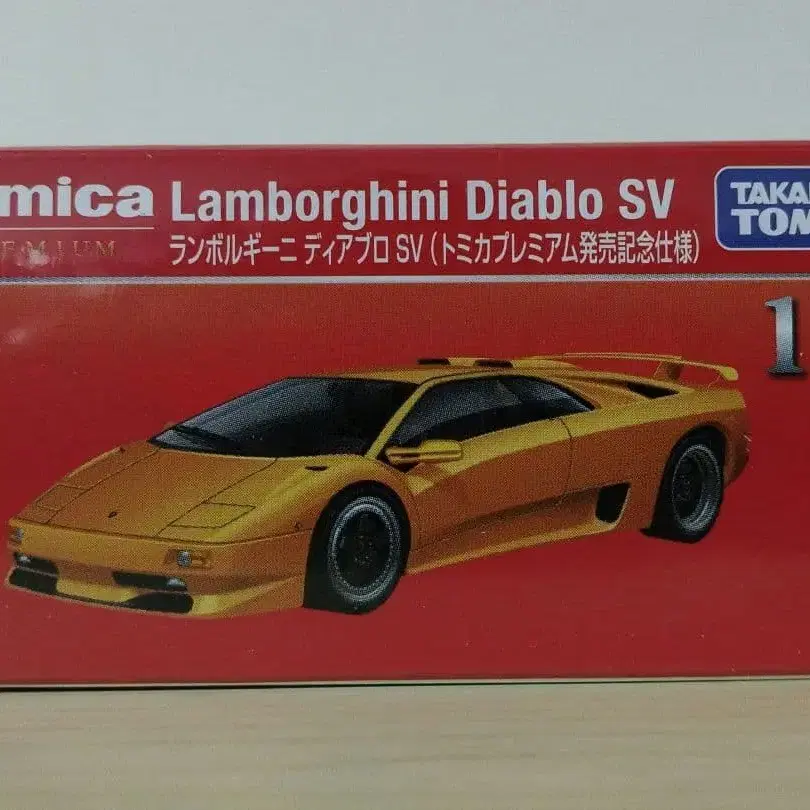 mica Lamborghini Diablo SV
EMIUM ランボルギーニ ディアブロ SV (トミカプレミアム発売記念仕様)
TAKA
TOM
1